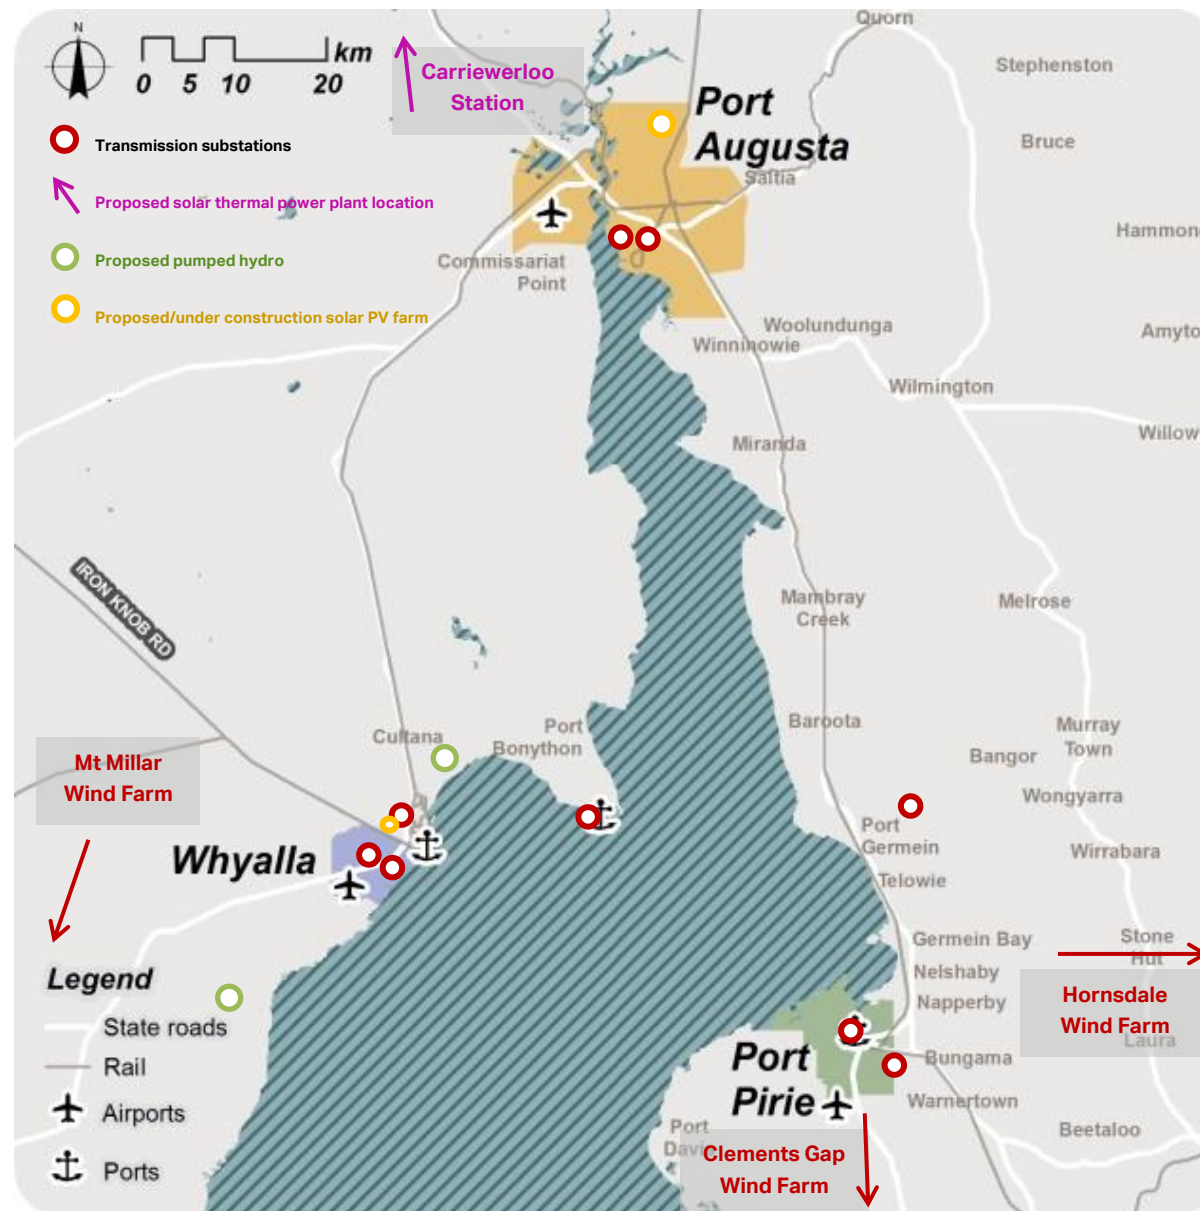 N
km
0 5 10 20
Transmission substations
Proposed solar thermal power plant location
Proposed pumped hydro
Proposed/under construction solar PV farm
Carriewerloo
Station
Port
Augusta
Quorn
Stephenston
Bruce
Saltia
Hammon
Commissariat
Point
Woolundunga
Winninowie
Amyto
Wilmington
Willow
Miranda
IRON KNOB RD
Mambray
Creek
Melrose
Cultana
Port
Bonython
Baroota
Murray
Town
Bangor
Wongyarra
Mt Millar
Wind Farm
Port
Germein
Wirrabara
Whyalla
Telowie
Germein Bay
Stone
Hut
Nelshaby
Napperby
Hornsdale
Wind Farm
Laura
Legend
State roads
Rail
Airports
Ports
Port
Pirie
Bungama
Warnertown
Beetaloo
Port
Davis
Clements Gap
Wind Farm